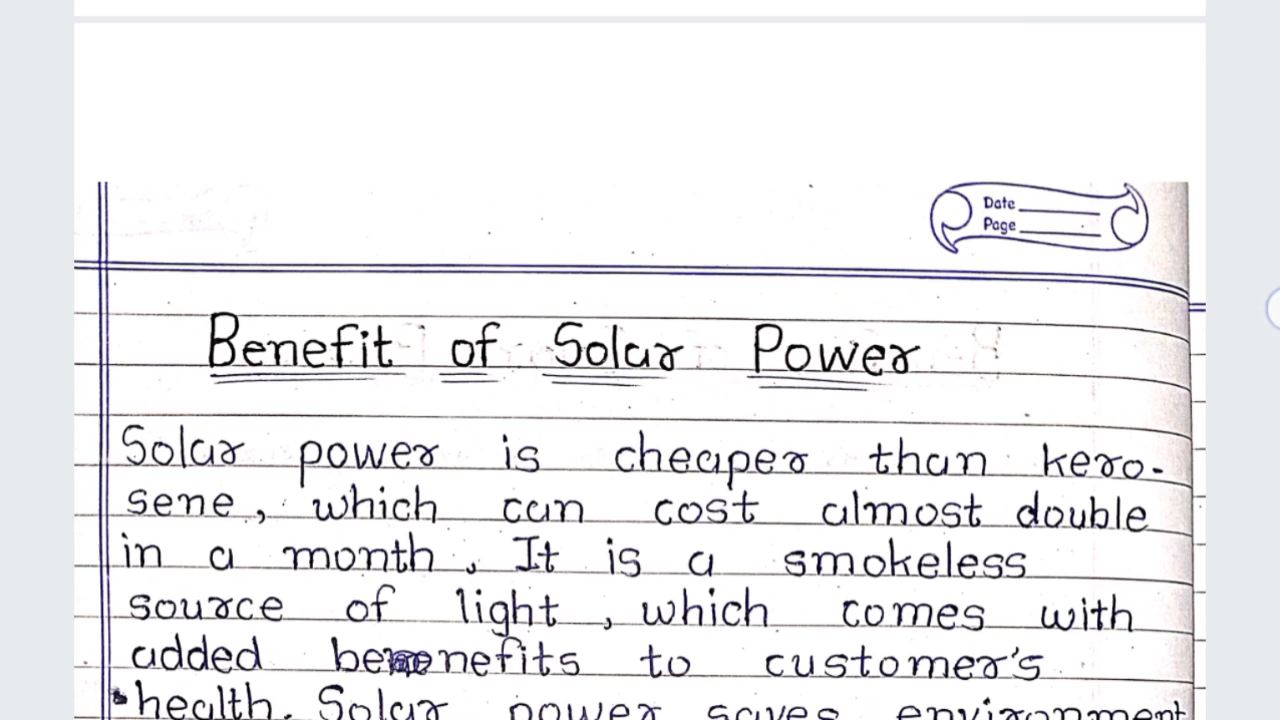 Date
Page
Benefit of Solar Power
Solar power is cheaper than kero-
sene, which can cost almost double
in a month. It is a smokeless
source of light, which comes with
added benefits to customer's
health. Solar power saves environment